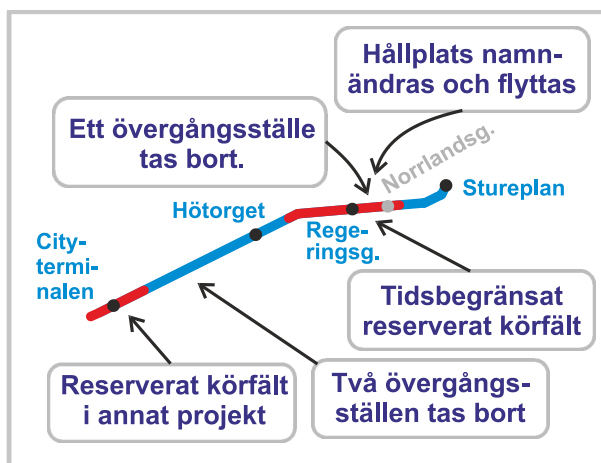 Hållplats namn-
ändras och flyttas
Ett övergångsställe
tas bort.
Norrlandsg.
Stureplan
Hötorget
Rege-
ringsg.
City-
termi-
nalen
Tidsbegränsat
reserverat körfält
Reserverat körfält
i annat projekt
Två övergångs-
ställen tas bort